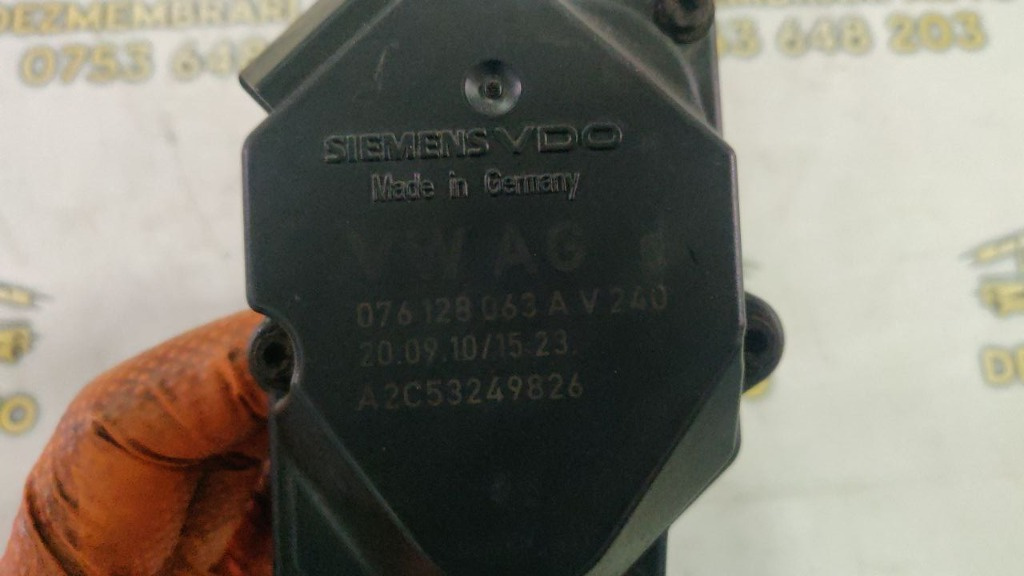 DEZMEMBRARI
0753 648
3 648 203
SIEMENS VDO
Made in Germany
VW AG
076 128 063 A V 240
20.09.10/15 23.
A2C53249826